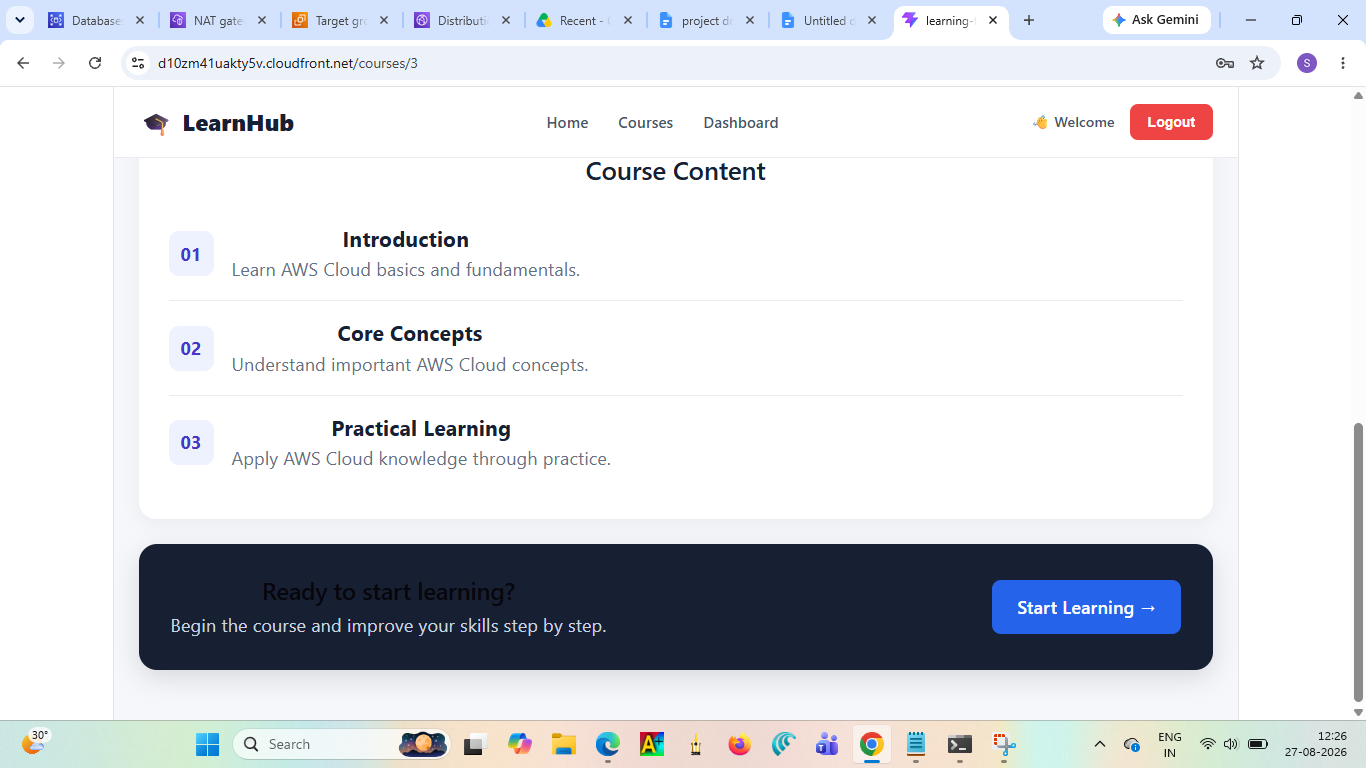 Database
NAT gate
Target gro
Distributi
Recent -
project do
Untitled d
learning-
Ask Gemini
d10zm41uakty5v.cloudfront.net/courses/3
S
LearnHub
Home Courses Dashboard
Welcome
Logout
Course Content
01
Introduction
Learn AWS Cloud basics and fundamentals.
02
Core Concepts
Understand important AWS Cloud concepts.
03
Practical Learning
Apply AWS Cloud knowledge through practice.
Ready to start learning?
Begin the course and improve your skills step by step.
Start Learning →
30°
Search
ENG
IN
12:26
27-08-2026